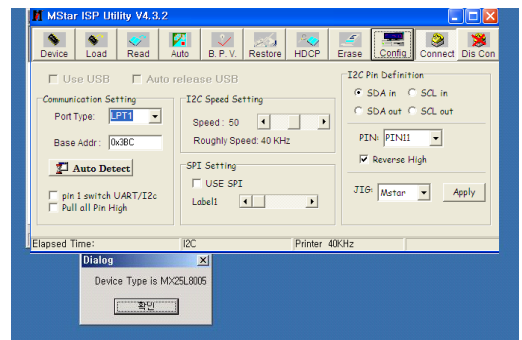 MStar ISP Utility V4.3.2
Device Load Read Auto B. P. V. Restore HDCP Erase Config Connect Dis Con
Use USB Auto release USB
Communication Setting
Port Type: LPT1
Base Addr: 0x3BC
Auto Detect
pin 1 switch UART/I2c
Pull all Pin High
I2C Speed Setting
Speed : 50
Roughly Speed: 40 KHz
SPI Setting
USE SPI
Label1
I2C Pin Definition
SDA in SCL in
SDA out SCL out
PIN: PIN11
Reverse High
JIG: Mstar Apply
Elapsed Time: I2C Printer 40KHz
Dialog
Device Type is MX25L8005
확인